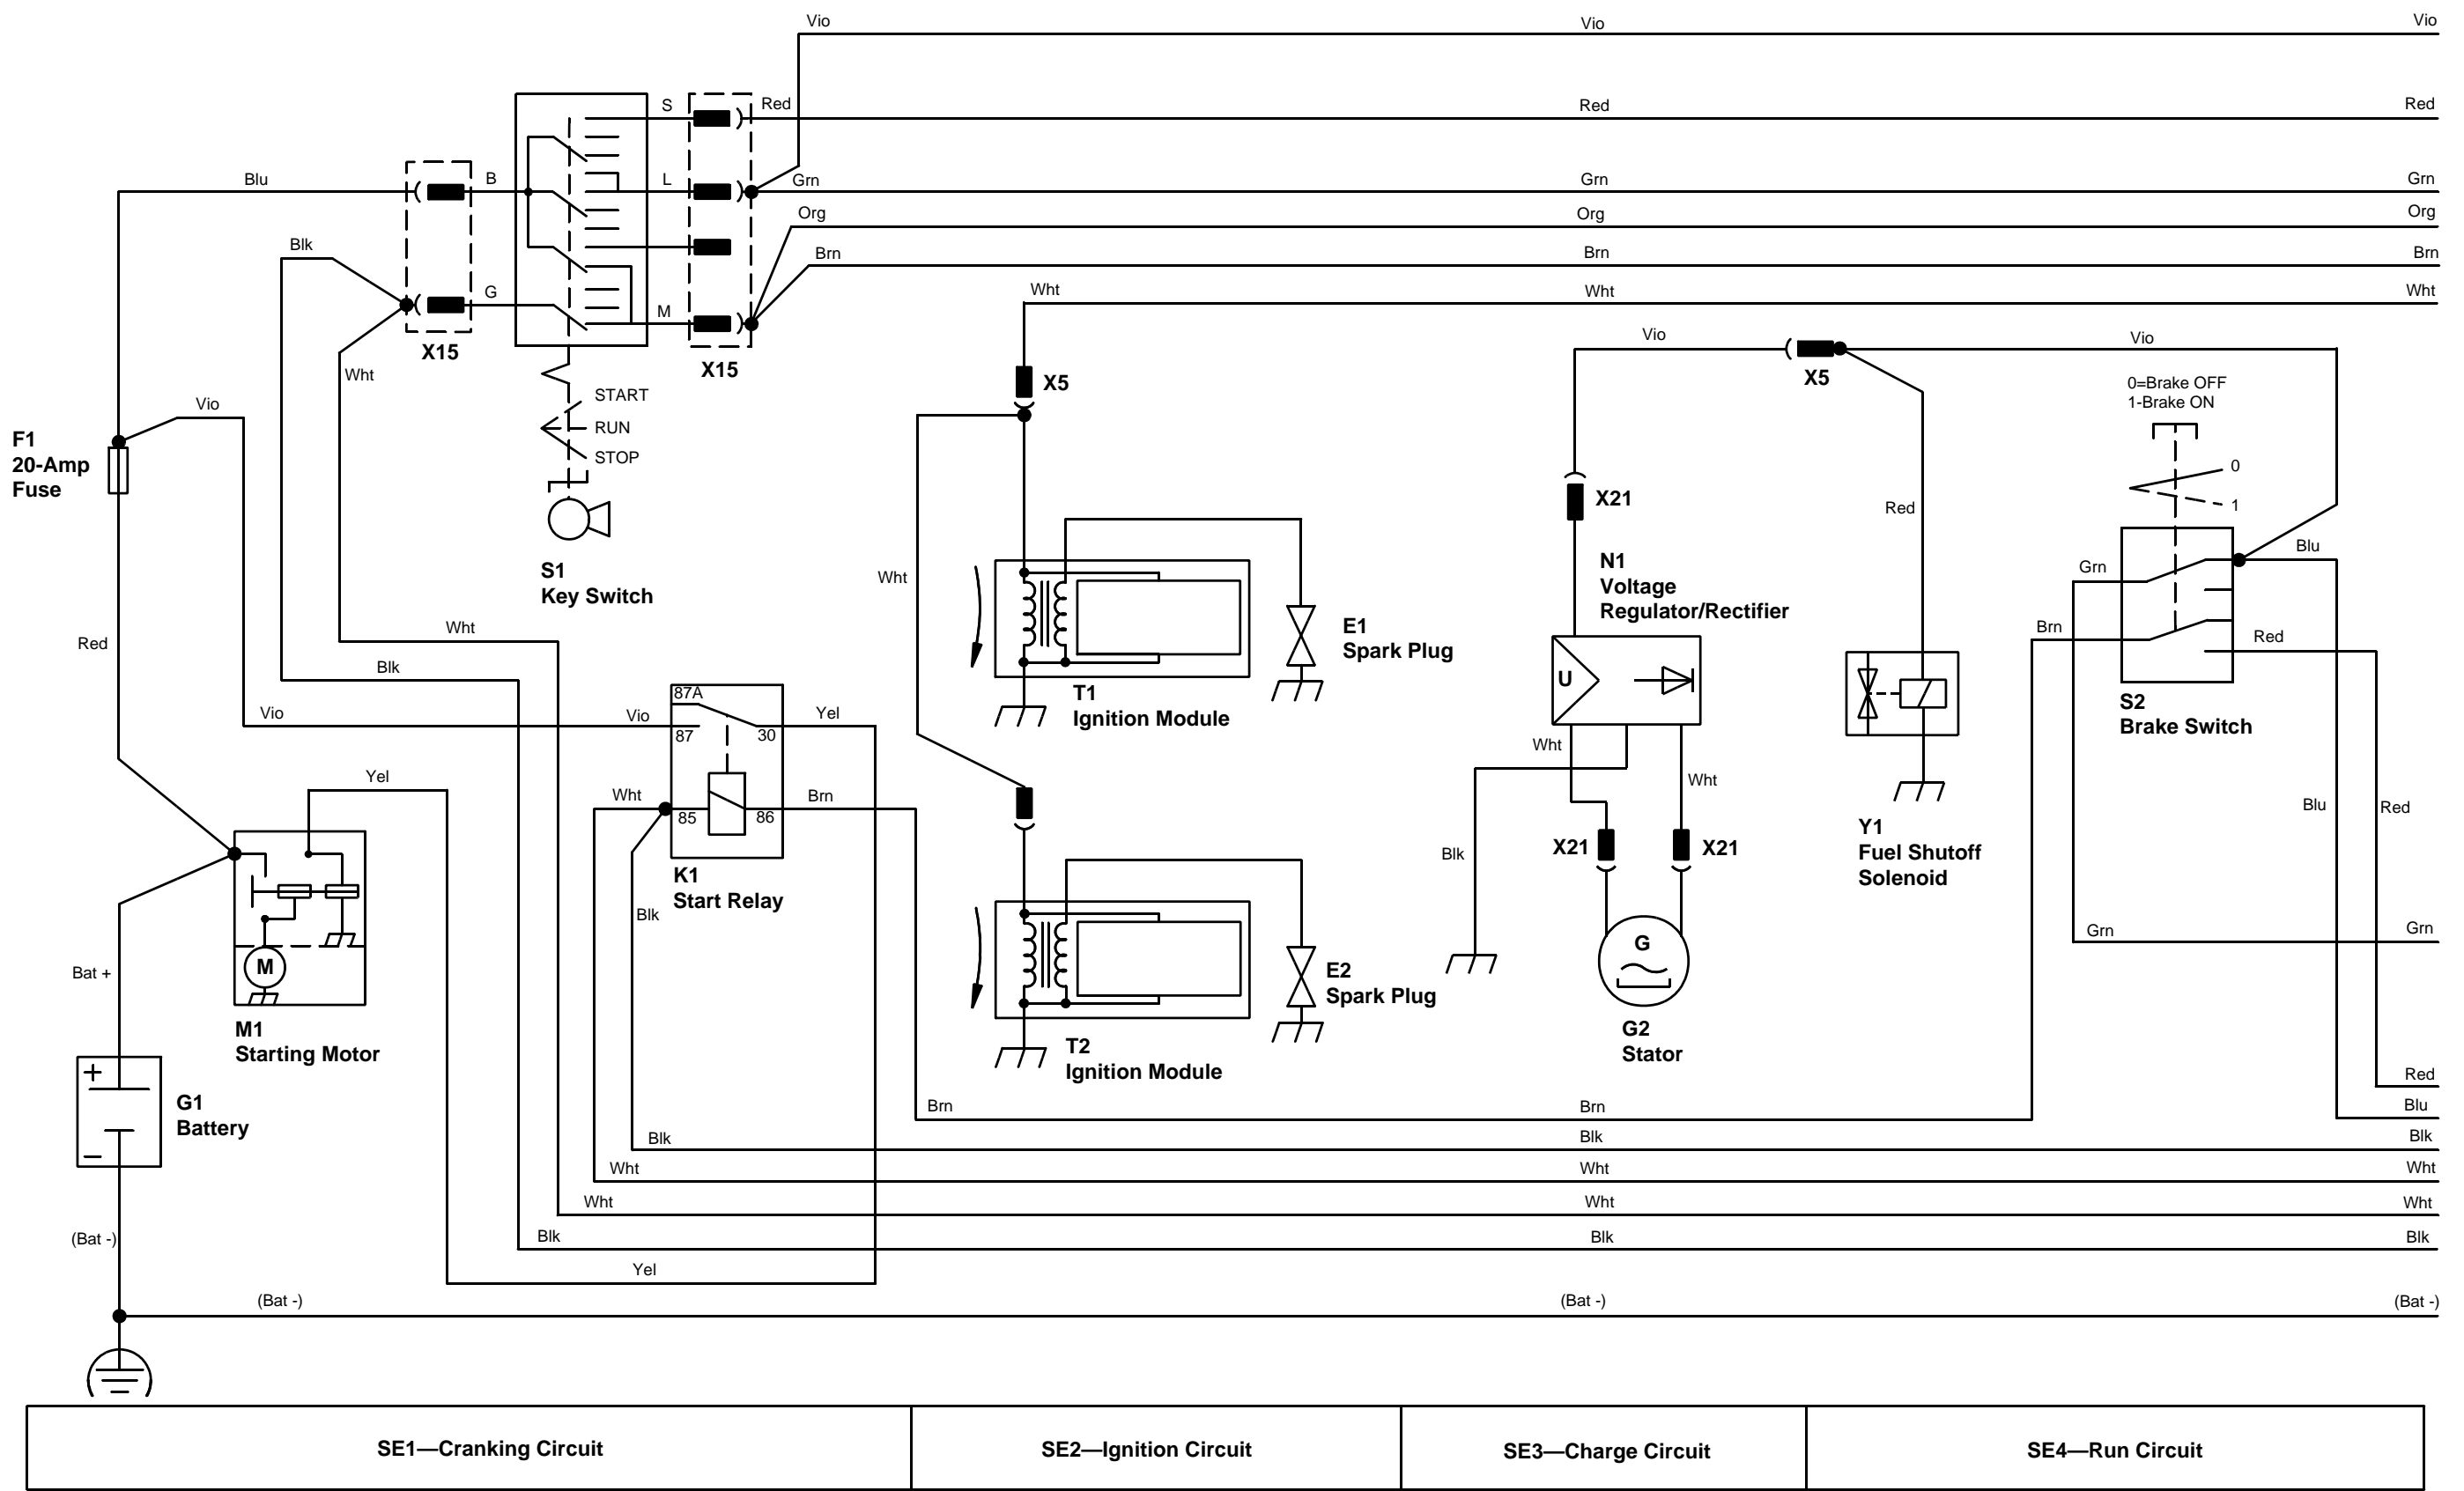 Vio
Vio
Vio
S
Red
Red
Red
Blu
B
L
Grn
Grn
Grn
Org
Org
Org
Blk
Brn
Brn
Brn
G
M
Wht
Wht
Wht
X15
X15
Wht
X5
Vio
X5
Vio
0=Brake OFF
1-Brake ON
START
RUN
STOP
Vio
F1
20-Amp
Fuse
0
1
X21
Red
S1
Key Switch
Wht
N1
Voltage
Regulator/Rectifier
Grn
Blu
Red
Wht
Blk
E1
Spark Plug
Brn
Red
U
T1
Ignition Module
S2
Brake Switch
Vio
Vio
87A
87
30
Yel
Wht
Wht
Yel
Wht
85
86
Brn
Blu
Red
Y1
Fuel Shutoff
Solenoid
X21
X21
Blk
K1
Start Relay
Blk
G
Grn
Grn
Bat +
M
E2
Spark Plug
M1
Starting Motor
G2
Stator
T2
Ignition Module
+
–
G1
Battery
Red
Brn
Brn
Blu
Blk
Blk
Blk
Wht
Wht
Wht
Wht
Wht
Wht
(Bat -)
Blk
Blk
Blk
Yel
(Bat -)
(Bat -)
(Bat -)
SE1—Cranking Circuit
SE2—Ignition Circuit
SE3—Charge Circuit
SE4—Run Circuit